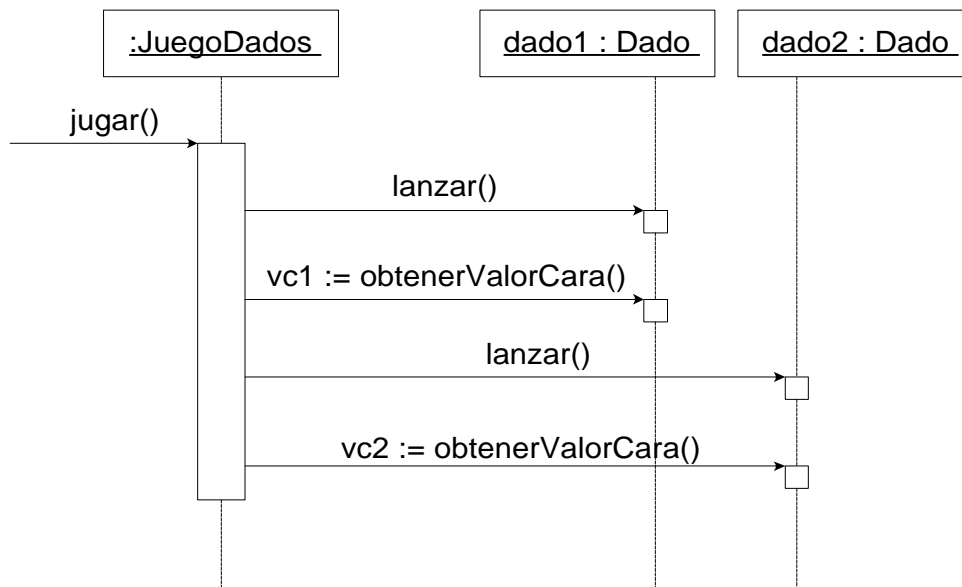 :JuegoDados
dado1 : Dado
dado2 : Dado
jugar()
lanzar()
vc1 := obtenerValorCara()
lanzar()
vc2 := obtenerValorCara()